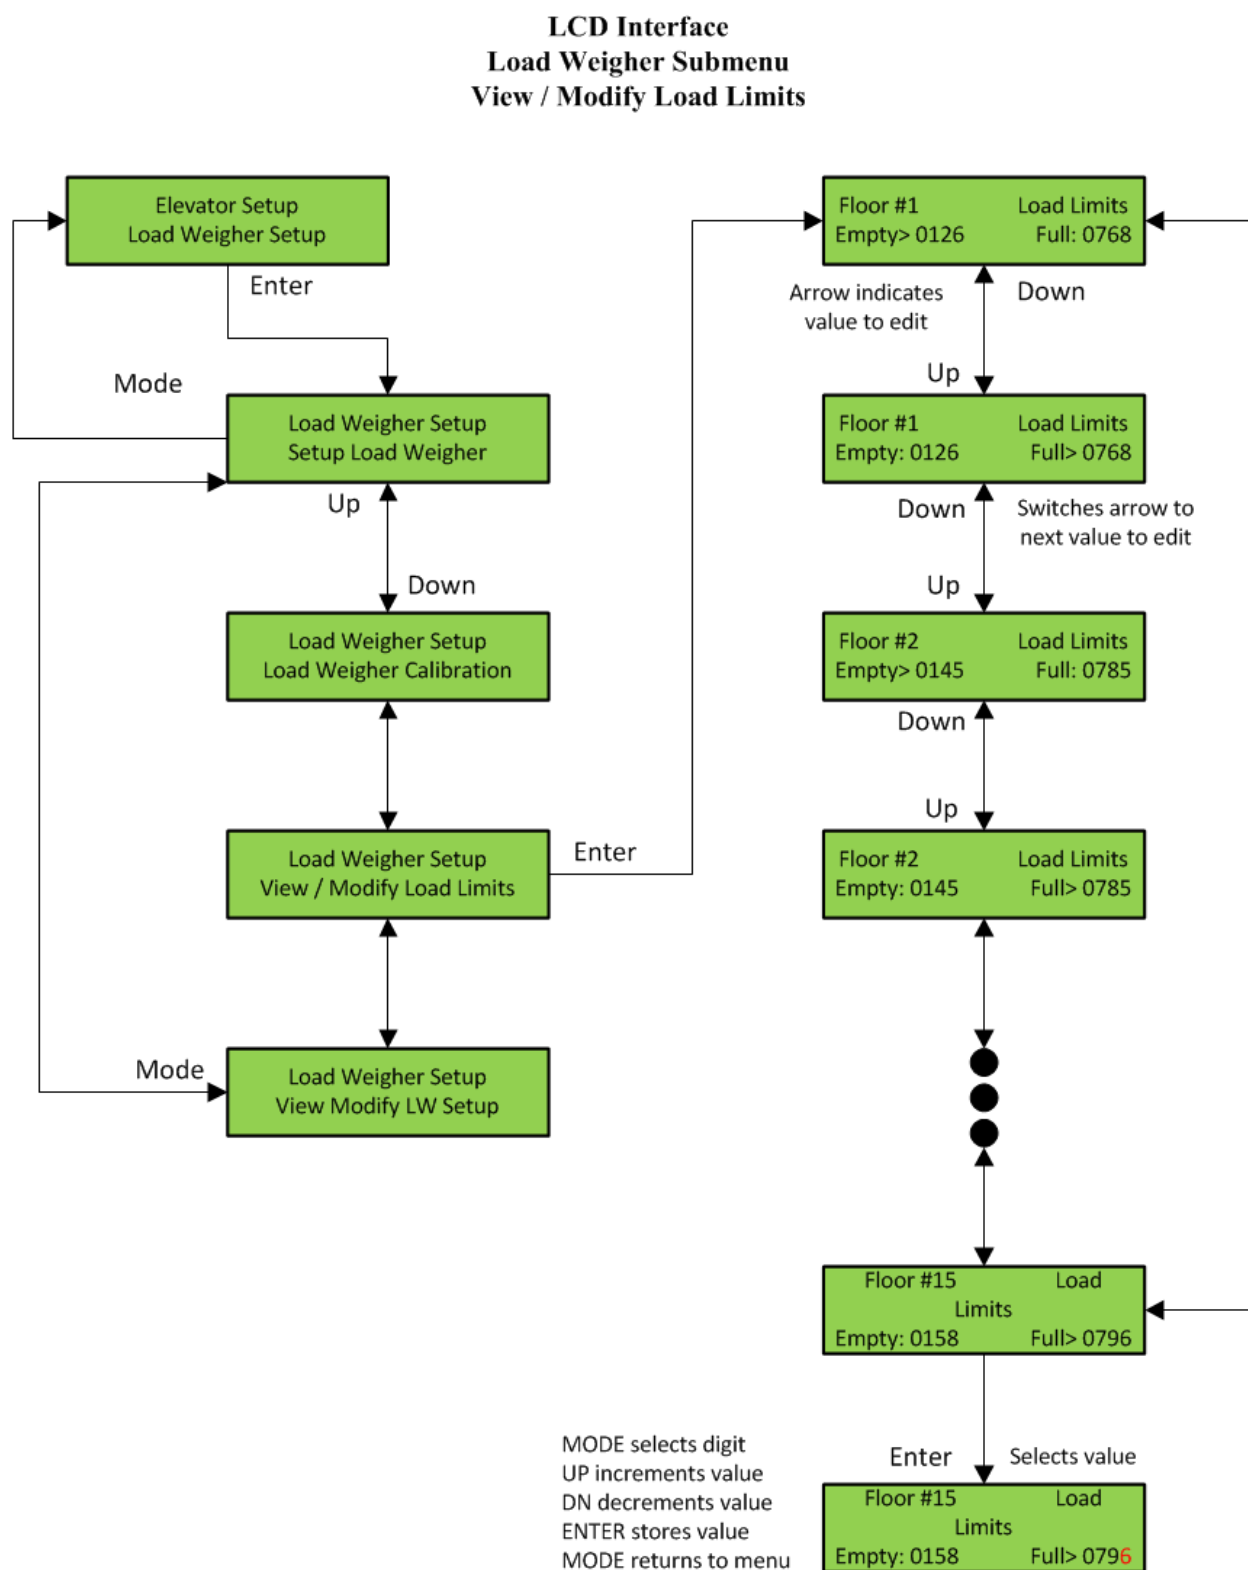 LCD Interface
Load Weigher Submenu
View / Modify Load Limits
Elevator Setup
Load Weigher Setup
Enter
Mode
Load Weigher Setup
Setup Load Weigher
Up
Down
Load Weigher Setup
Load Weigher Calibration
Load Weigher Setup
View / Modify Load Limits
Enter
Mode
Load Weigher Setup
View Modify LW Setup
Floor #1 Load Limits
Empty> 0126 Full: 0768
Arrow indicates
value to edit
Down
Up
Floor #1 Load Limits
Empty: 0126 Full> 0768
Down
Switches arrow to
next value to edit
Up
Floor #2 Load Limits
Empty> 0145 Full: 0785
Down
Up
Floor #2 Load Limits
Empty: 0145 Full> 0785
Floor #15 Load
Limits
Empty: 0158 Full> 0796
Enter
Selects value
MODE selects digit
UP increments value
DN decrements value
ENTER stores value
MODE returns to menu
Floor #15 Load
Limits
Empty: 0158 Full> 0796